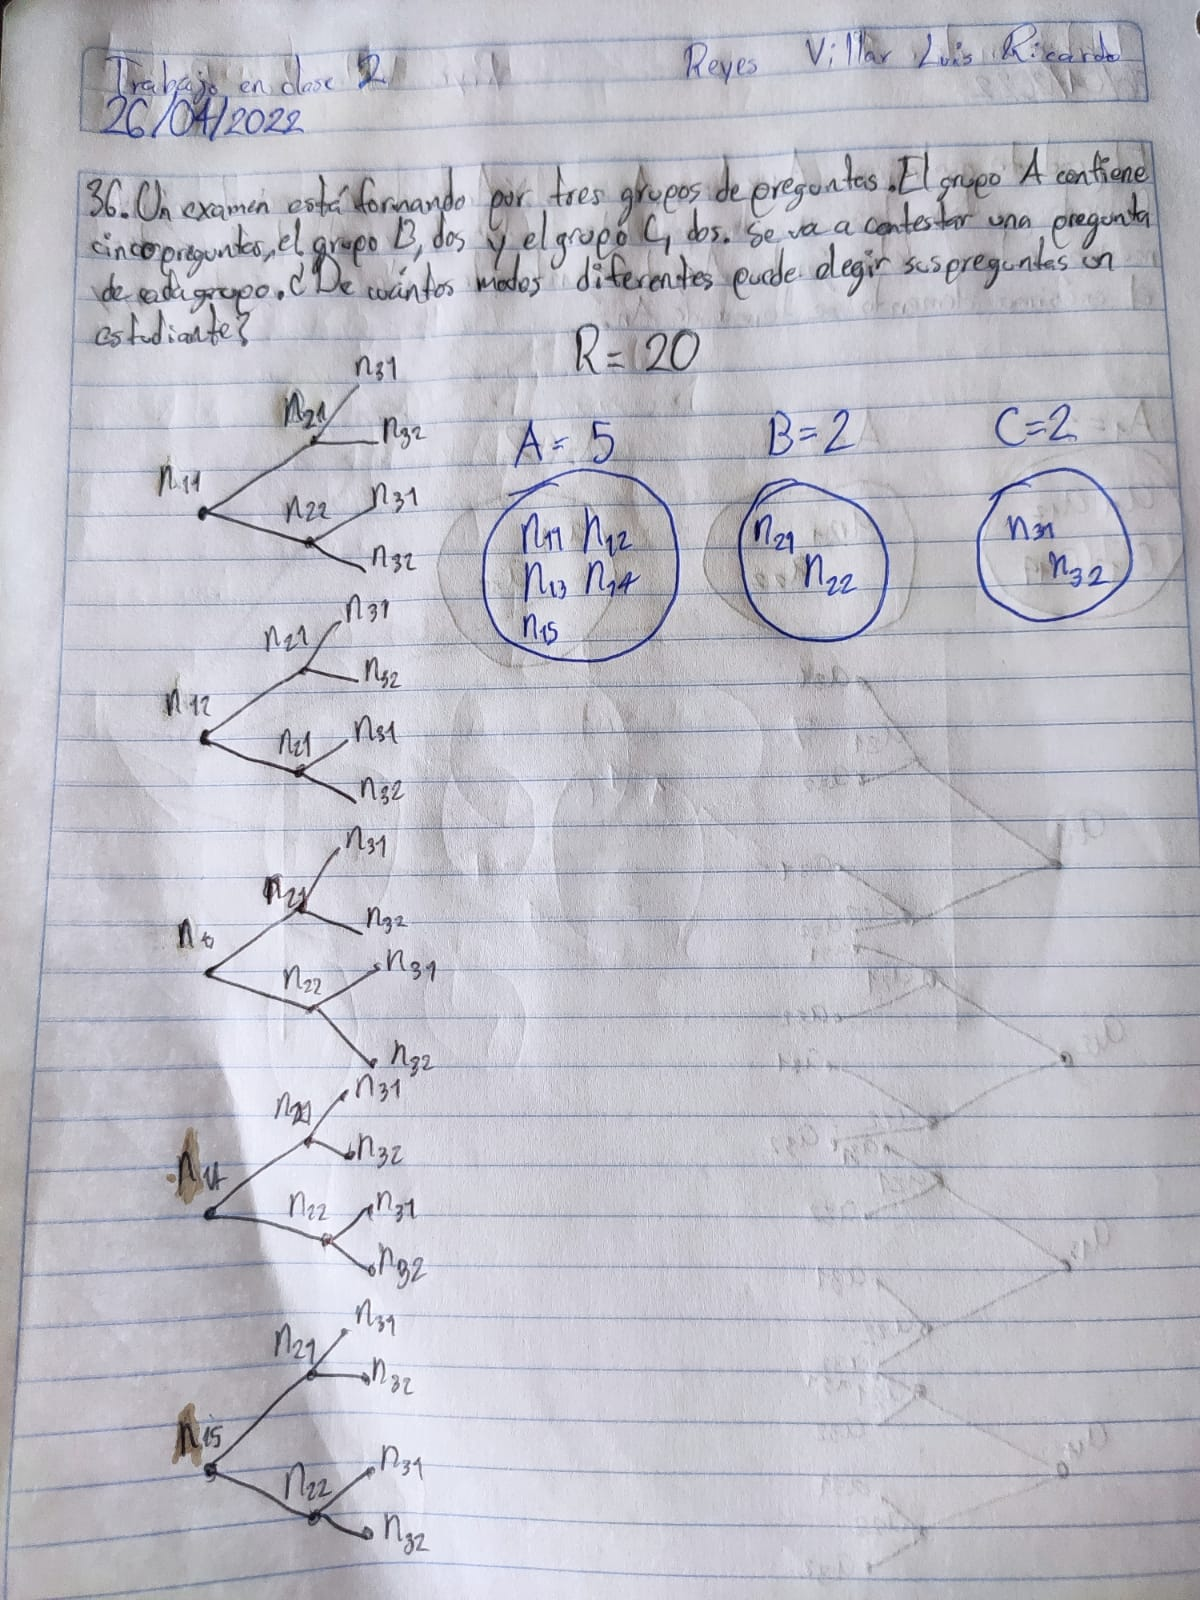 Trabajo en clase 2
Reyes Villar Luis Ricardo
26/04/2022
36. Un examen está formando por tres grupos de preguntas. El grupo A contiene
cinco preguntas, el grupo B, dos y el grupo C, dos. Se va a contestar una pregunta
de cada grupo. ¿De cuántos modos diferentes puede elegir sus preguntas un
estudiante?
R = 20
A = 5
B = 2
C = 2
n11 n12
n13 n14
n15
n21
n22
n31
n32
n31
n21
n32
n11
n22
n31
n32
n31
n21
n32
n12
n21
n31
n32
n31
n21
n32
n22
n31
n32
n31
n21
n32
n14
n22
n31
n32
n31
n21
n32
n15
n22
n31
n32